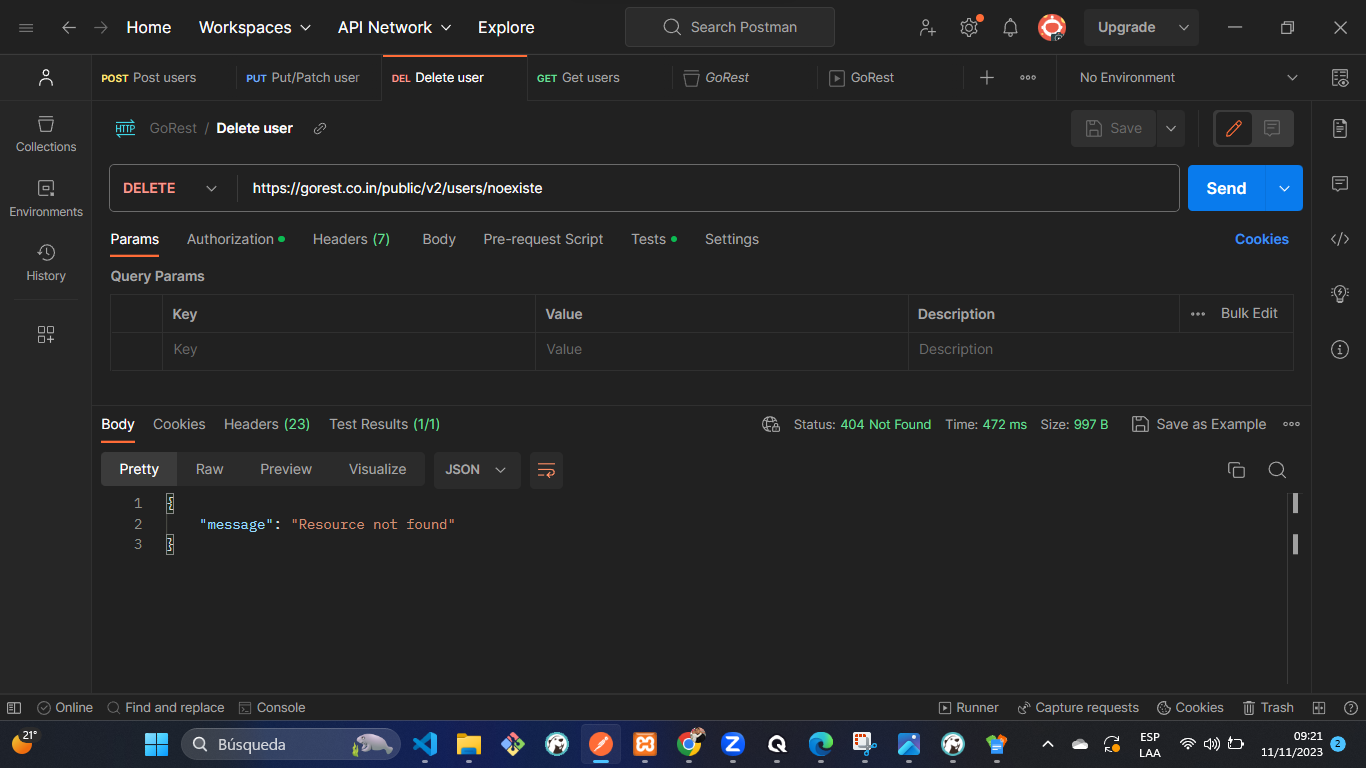 Home Workspaces API Network Explore Search Postman Upgrade
POST Post users PUT Put/Patch user DEL Delete user GET Get users GoRest GoRest No Environment
HTTP GoRest / Delete user Save
Collections
DELETE https://gorest.co.in/public/v2/users/noexiste Send
Environments
Params Authorization Headers (7) Body Pre-request Script Tests Settings Cookies
History
Query Params
Key Value Description Bulk Edit
Key Value Description
Body Cookies Headers (23) Test Results (1/1) Status: 404 Not Found Time: 472 ms Size: 997 B Save as Example
Pretty Raw Preview Visualize JSON
1 {
2 "message": "Resource not found"
3 }
Online Find and replace Console Runner Capture requests Cookies Trash
21° Búsqueda ESP 09:21
LAA 11/11/2023 2